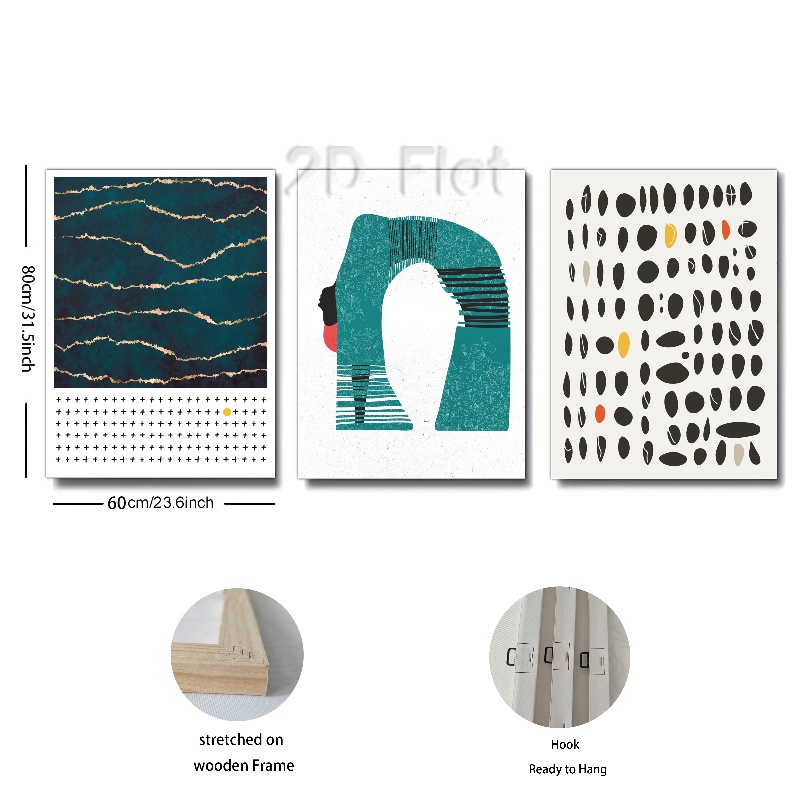 2D Flat
80cm/31.5inch
60cm/23.6inch
stretched on
wooden Frame
Hook
Ready to Hang